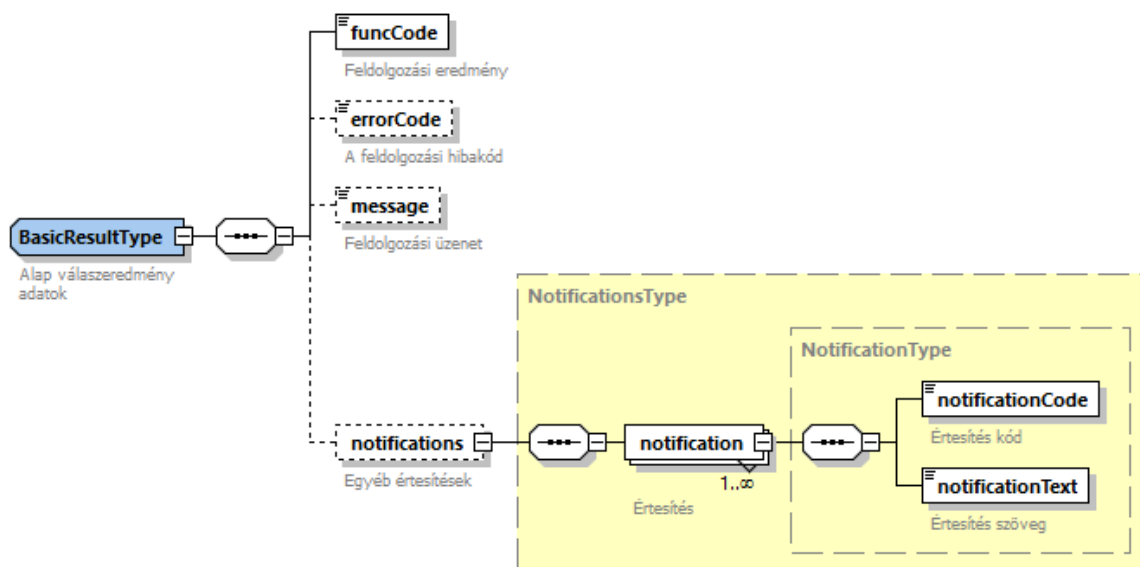 funcCode
Feldolgozási eredmény
errorCode
A feldolgozási hibakód
message
Feldolgozási üzenet
BasicResultType
Alap válaszeredmény
adatok
NotificationsType
NotificationType
notificationCode
Értesítés kód
notifications
Egyéb értesítések
notification
1..∞
Értesítés
notificationText
Értesítés szöveg